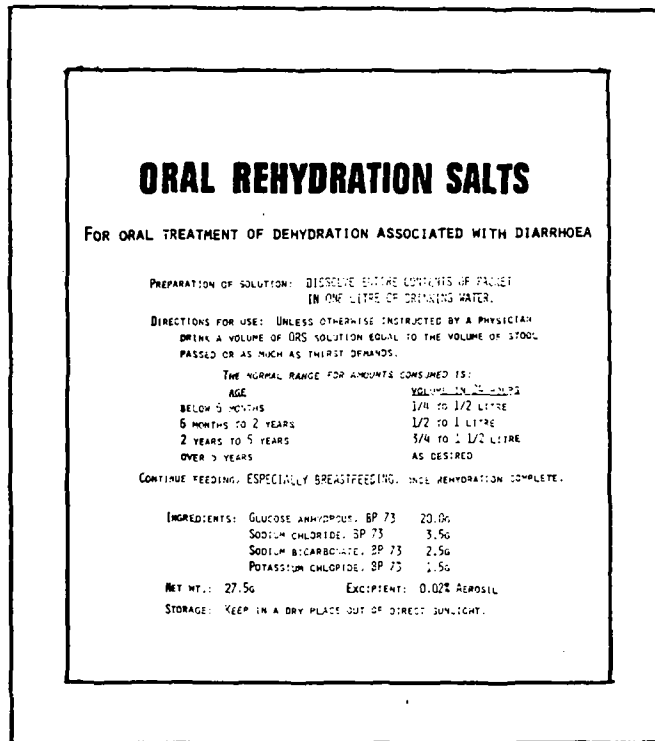 ORAL REHYDRATION SALTS
FOR ORAL TREATMENT OF DEHYDRATION ASSOCIATED WITH DIARRHOEA
PREPARATION OF SOLUTION: DISSOLVE ENTIRE CONTENTS OF PACKET
IN ONE LITRE OF DRINKING WATER.
DIRECTIONS FOR USE: UNLESS OTHERWISE INSTRUCTED BY A PHYSICIAN
DRINK A VOLUME OF ORS SOLUTION EQUAL TO THE VOLUME OF STOOL
PASSED OR AS MUCH AS THIRST DEMANDS.
THE NORMAL RANGE FOR AMOUNTS CONSUMED IS:
AGE VOLUME IN 24 HOURS
BELOW 6 MONTHS 1/4 TO 1/2 LITRE
6 MONTHS TO 2 YEARS 1/2 TO 1 LITRE
2 YEARS TO 5 YEARS 3/4 TO 1 1/2 LITRE
OVER 5 YEARS AS DESIRED
CONTINUE FEEDING, ESPECIALLY BREASTFEEDING, ONCE REHYDRATION COMPLETE.
INGREDIENTS: GLUCOSE ANHYDROUS, BP 73 20.0G
SODIUM CHLORIDE, BP 73 3.5G
SODIUM BICARBONATE, BP 73 2.5G
POTASSIUM CHLORIDE, BP 73 1.5G
NET WT.: 27.5G EXCIPIENT: 0.02% AEROSIL
STORAGE: KEEP IN A DRY PLACE OUT OF DIRECT SUNLIGHT.